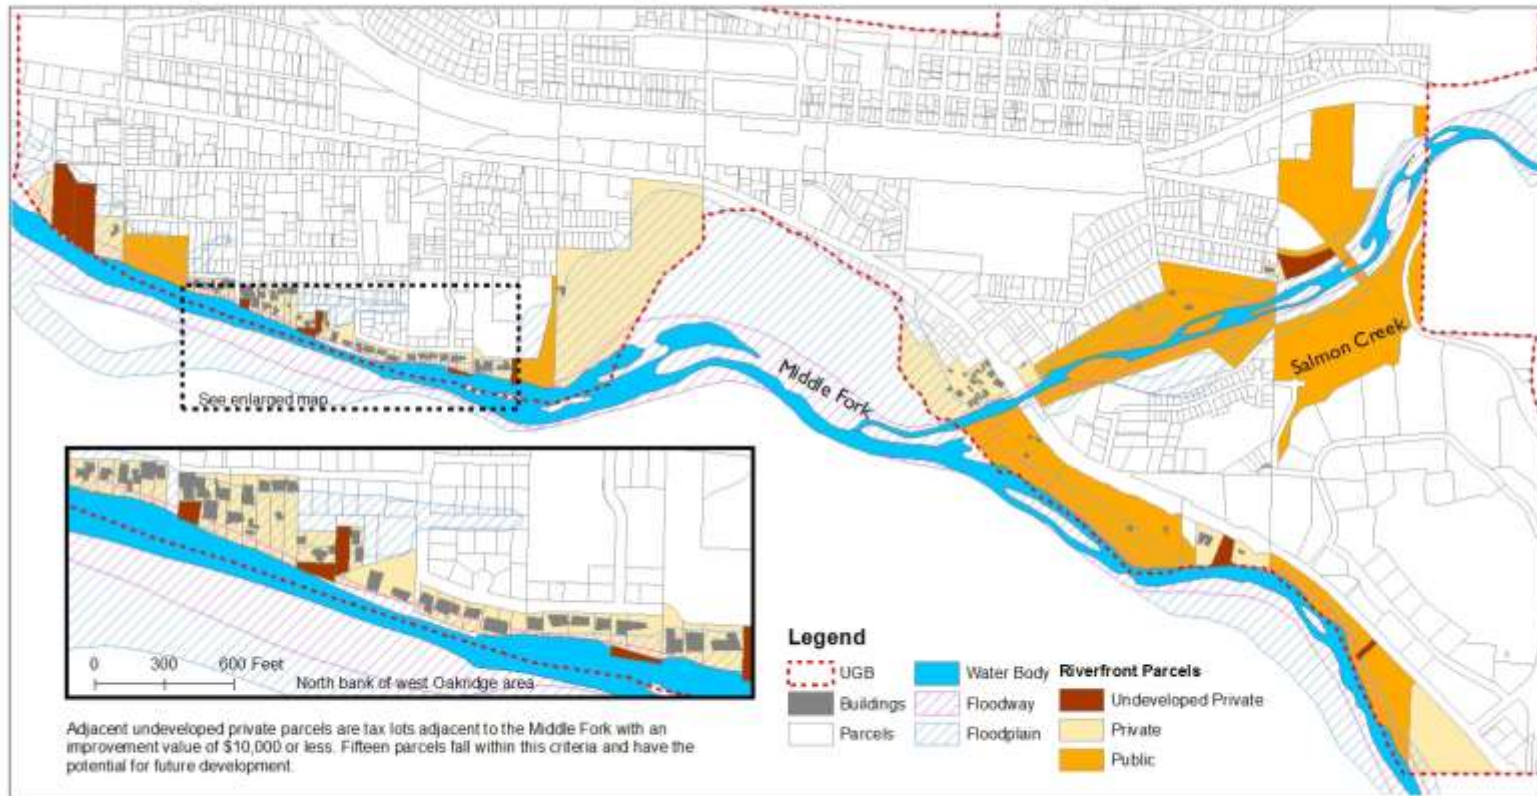 Salmon Creek
Middle Fork
See enlarged map
0 300 600 Feet
North bank of west Oakridge area
Legend
UGB
Buildings
Parcels
Water Body
Floodway
Floodplain
Riverfront Parcels
Undeveloped Private
Private
Public
Adjacent undeveloped private parcels are tax lots adjacent to the Middle Fork with an
improvement value of $10,000 or less. Fifteen parcels fall within this criteria and have the
potential for future development.